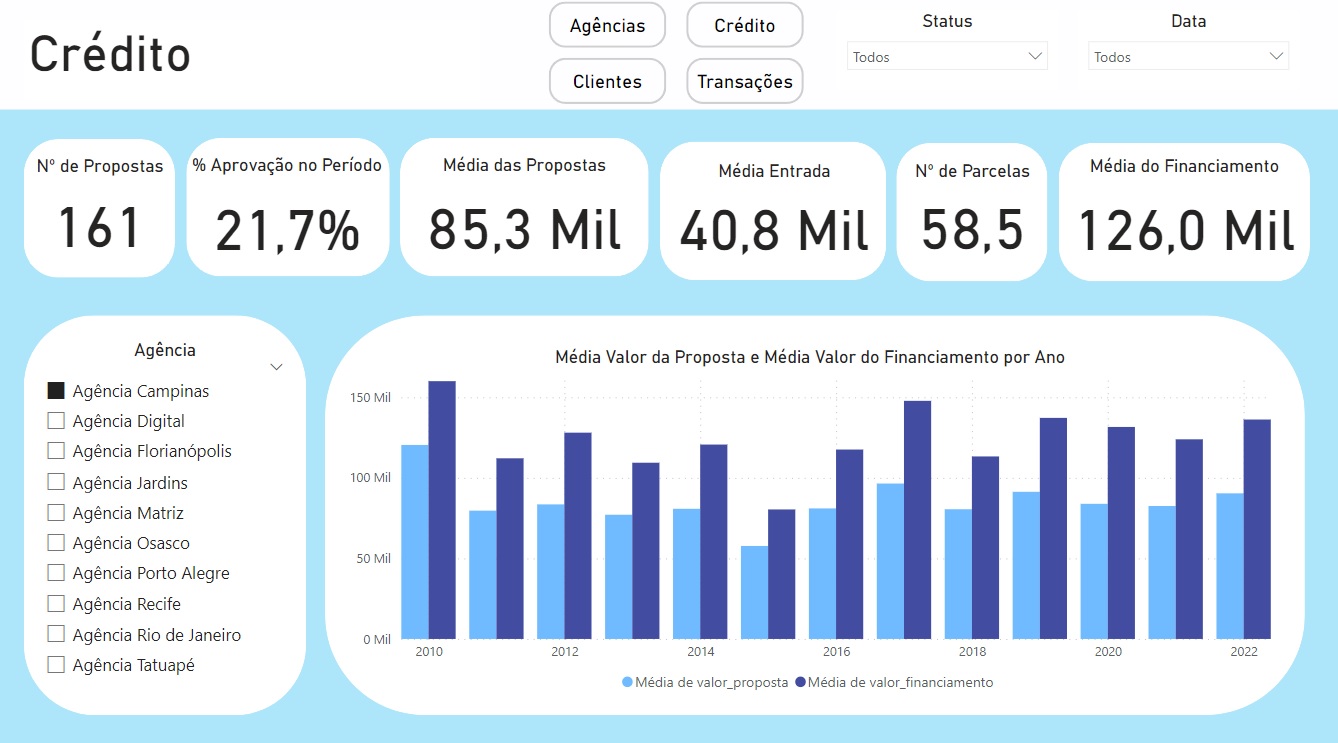 Crédito
Agências
Crédito
Clientes
Transações
Status
Todos
Data
Todos
Nº de Propostas
161
% Aprovação no Período
21,7%
Média das Propostas
85,3 Mil
Média Entrada
40,8 Mil
Nº de Parcelas
58,5
Média do Financiamento
126,0 Mil
Agência
Agência Campinas
Agência Digital
Agência Florianópolis
Agência Jardins
Agência Matriz
Agência Osasco
Agência Porto Alegre
Agência Recife
Agência Rio de Janeiro
Agência Tatuapé
Média Valor da Proposta e Média Valor do Financiamento por Ano
150 Mil
100 Mil
50 Mil
0 Mil
2010 2012 2014 2016 2018 2020 2022
Média de valor_proposta Média de valor_financiamento